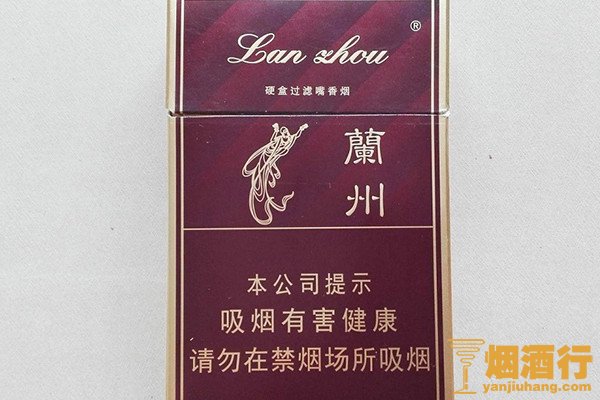 Lan zhou ®
硬盒过滤嘴香烟
蘭
州
本公司提示
吸烟有害健康
请勿在禁烟场所吸烟
烟酒行
yanjiuhang.com